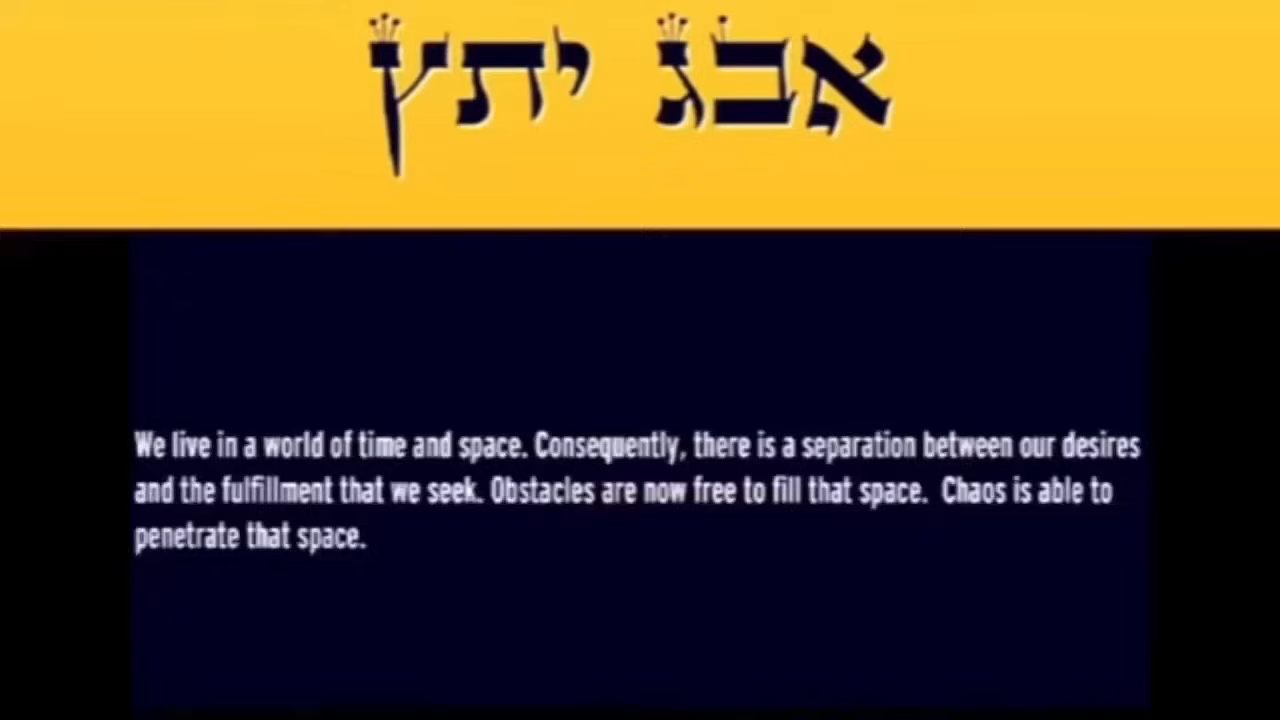 אבג יתץ
We live in a world of time and space. Consequently, there is a separation between our desires
and the fulfillment that we seek. Obstacles are now free to fill that space.  Chaos is able to
penetrate that space.